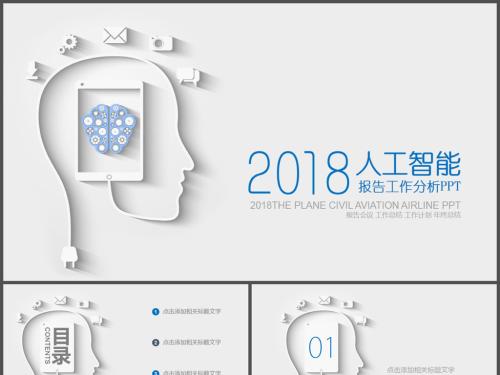 2018人工智能
报告工作分析PPT
2018THE PLANE CIVIL AVIATION AIRLINE PPT
报告会议 工作总结 工作计划 年终总结
目录
CONTENTS
1 点击添加相关标题文字
2 点击添加相关标题文字
3 点击添加相关标题文字
01
点击添加相关标题文字